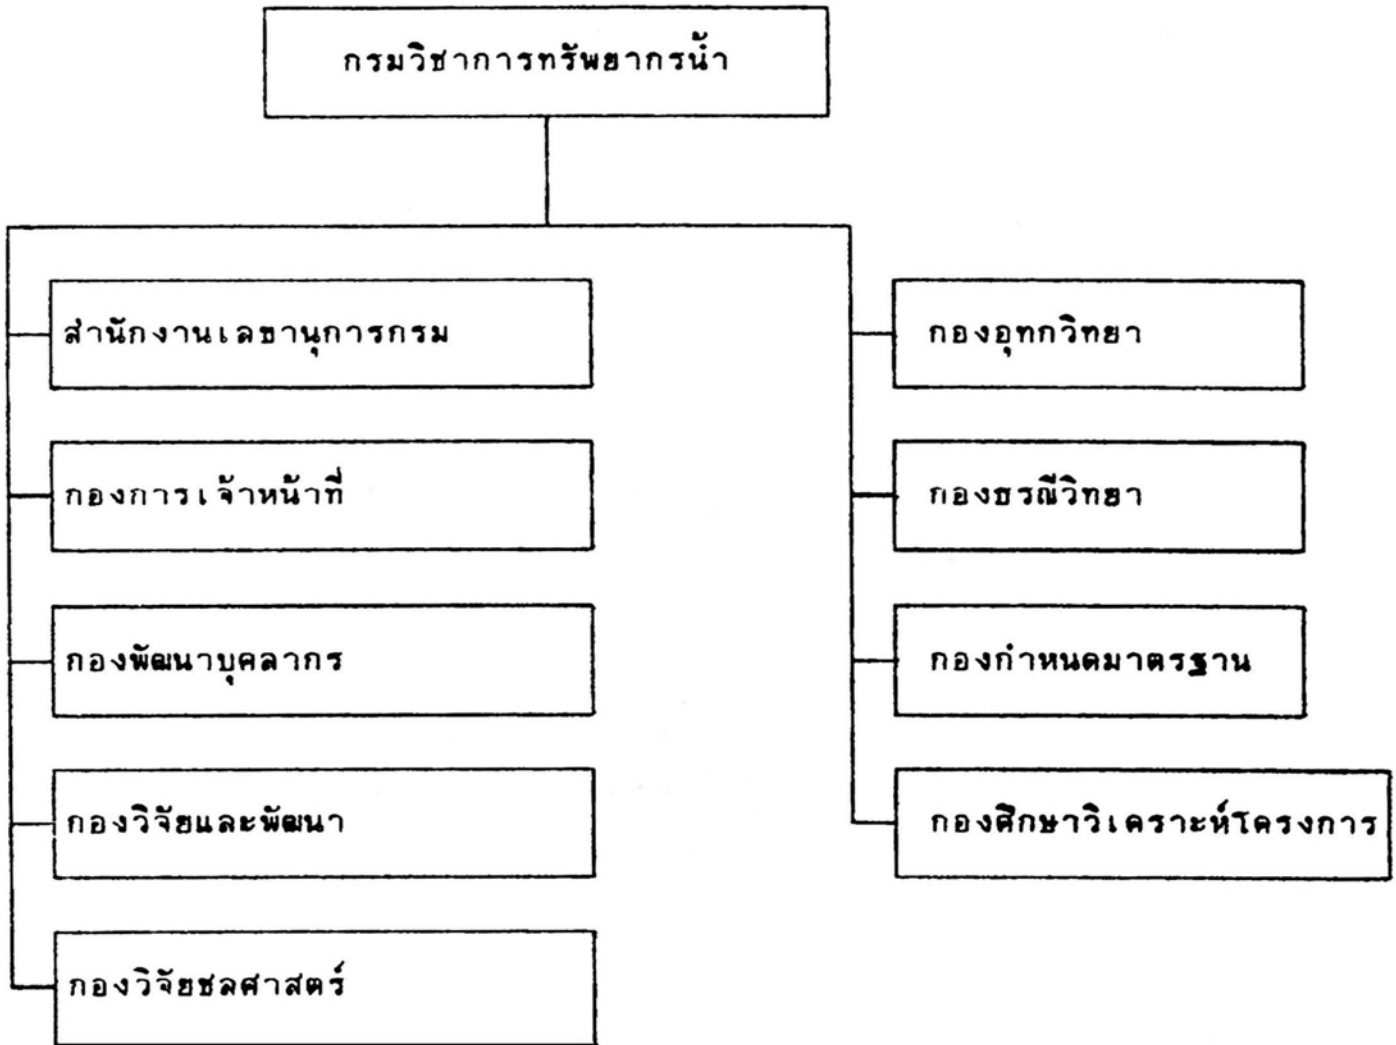 กรมวิชาการทรัพยากรน้ำ
สำนักงานเลขานุการกรม
กองการเจ้าหน้าที่
กองพัฒนาบุคลากร
กองวิจัยและพัฒนา
กองวิจัยชลศาสตร์
กองอุทกวิทยา
กองธรณีวิทยา
กองกำหนดมาตรฐาน
กองศึกษาวิเคราะห์โครงการ